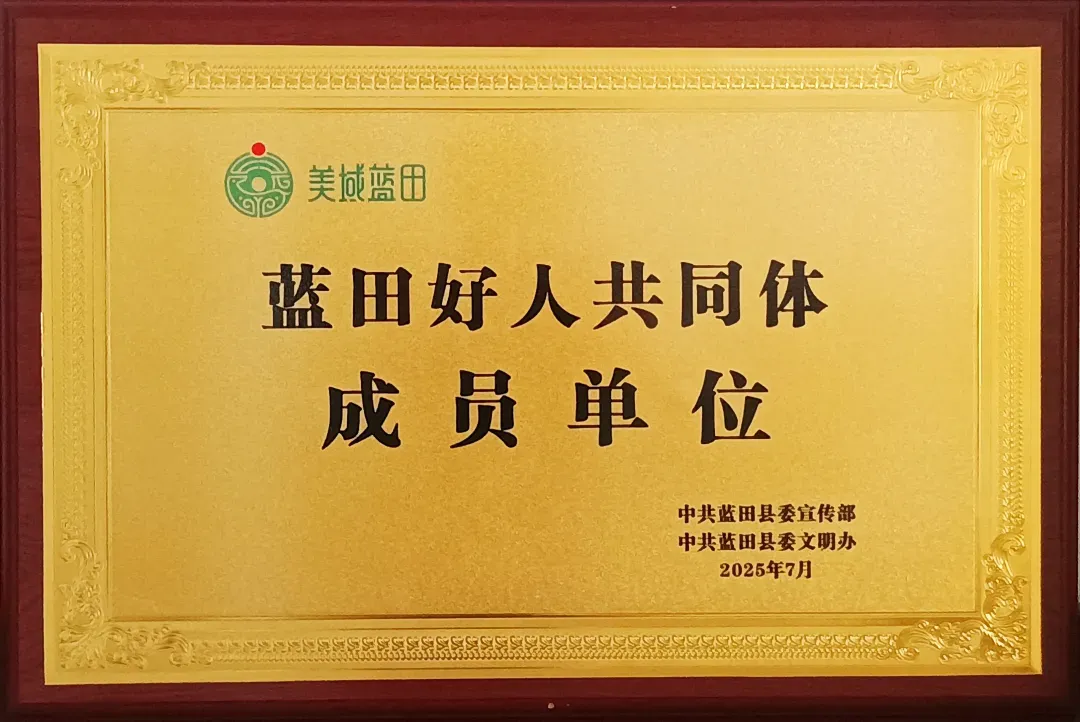 美域蓝田
蓝田好人共同体
成员单位
中共蓝田县委宣传部
中共蓝田县委文明办
2025年7月